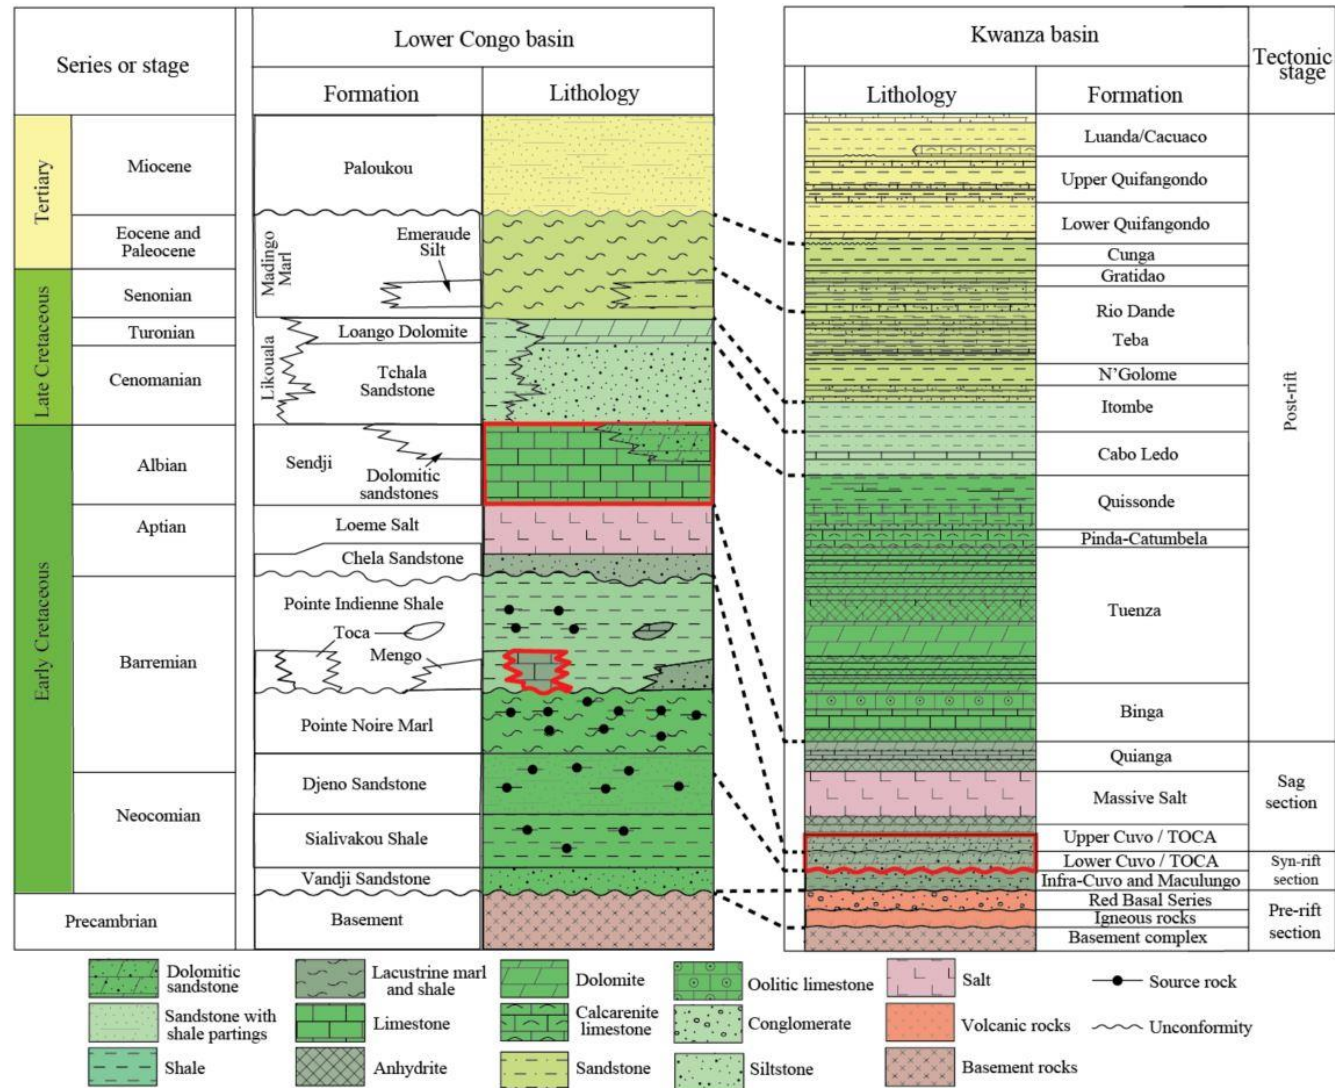 Series or stage
Lower Congo basin
Formation
Lithology
Kwanza basin
Lithology
Formation
Tectonic
stage
Tertiary
Late Cretaceous
Early Cretaceous
Miocene
Eocene and
Paleocene
Senonian
Turonian
Cenomanian
Albian
Aptian
Barremian
Neocomian
Precambrian
Paloukou
Madingo
Marl
Emeraude
Silt
Likouala
Loango Dolomite
Tchala
Sandstone
Sendji
Dolomitic
sandstones
Loeme Salt
Chela Sandstone
Pointe Indienne Shale
Toca
Mengo
Pointe Noire Marl
Djeno Sandstone
Sialivakou Shale
Vandji Sandstone
Basement
Luanda/Cacuaco
Upper Quifangondo
Lower Quifangondo
Cunga
Gratidao
Rio Dande
Teba
N'Golome
Itombe
Cabo Ledo
Quissonde
Pinda-Catumbela
Tuenza
Binga
Quianga
Massive Salt
Upper Cuvo / TOCA
Lower Cuvo / TOCA
Infra-Cuvo and Maculungo
Red Basal Series
Igneous rocks
Basement complex
Post-rift
Sag
section
Syn-rift
section
Pre-rift
section
Dolomitic
sandstone
Lacustrine marl
and shale
Dolomite
Oolitic limestone
Salt
Source rock
Sandstone with
shale partings
Limestone
Calcarenite
limestone
Conglomerate
Volcanic rocks
Unconformity
Shale
Anhydrite
Sandstone
Siltstone
Basement rocks